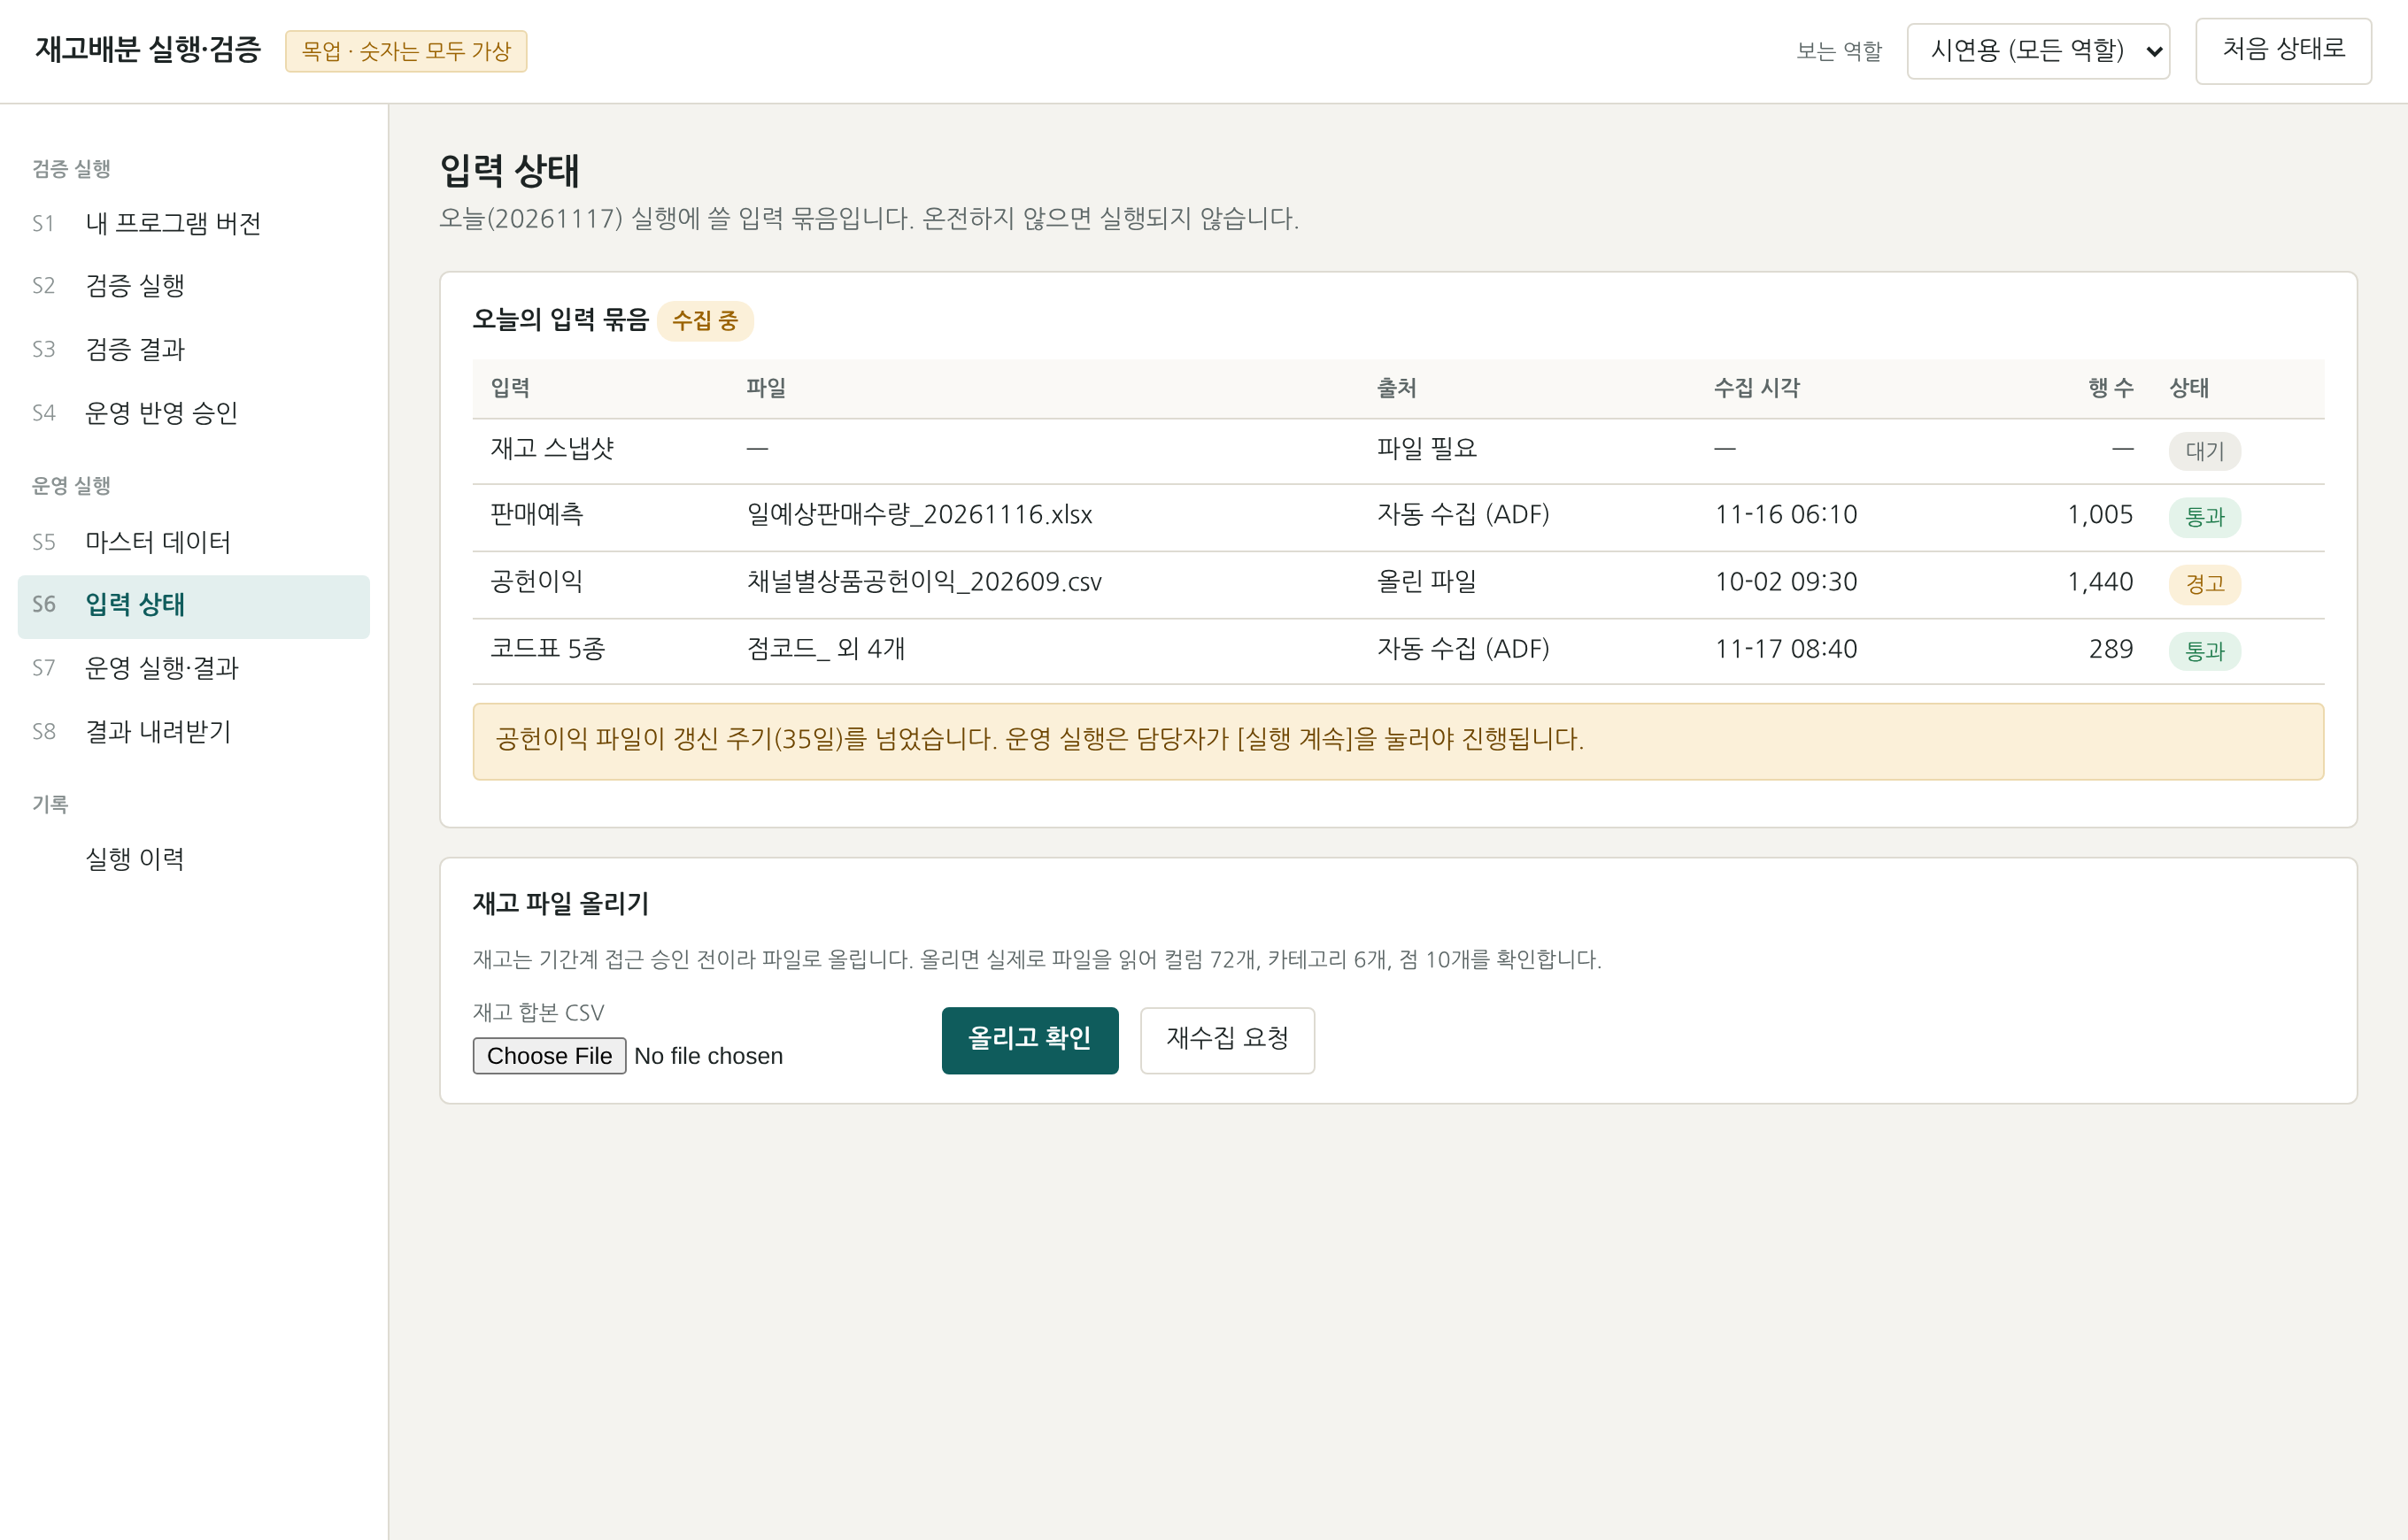 재고배분 실행·검증 목업 · 숫자는 모두 가상 보는 역할 시연용 (모든 역할) 처음 상태로
검증 실행
S1 내 프로그램 버전
S2 검증 실행
S3 검증 결과
S4 운영 반영 승인
운영 실행
S5 마스터 데이터
S6 입력 상태
S7 운영 실행·결과
S8 결과 내려받기
기록
실행 이력
입력 상태
오늘(20261117) 실행에 쓸 입력 묶음입니다. 온전하지 않으면 실행되지 않습니다.
오늘의 입력 묶음 수집 중
입력 파일 출처 수집 시각 행 수 상태
재고 스냅샷 — 파일 필요 — — 대기
판매예측 일예상판매수량_20261116.xlsx 자동 수집 (ADF) 11-16 06:10 1,005 통과
공헌이익 채널별상품공헌이익_202609.csv 올린 파일 10-02 09:30 1,440 경고
코드표 5종 점코드_ 외 4개 자동 수집 (ADF) 11-17 08:40 289 통과
공헌이익 파일이 갱신 주기(35일)를 넘었습니다. 운영 실행은 담당자가 [실행 계속]을 눌러야 진행됩니다.
재고 파일 올리기
재고는 기간계 접근 승인 전이라 파일로 올립니다. 올리면 실제로 파일을 읽어 컬럼 72개, 카테고리 6개, 점 10개를 확인합니다.
재고 합본 CSV
Choose File No file chosen 올리고 확인 재수집 요청